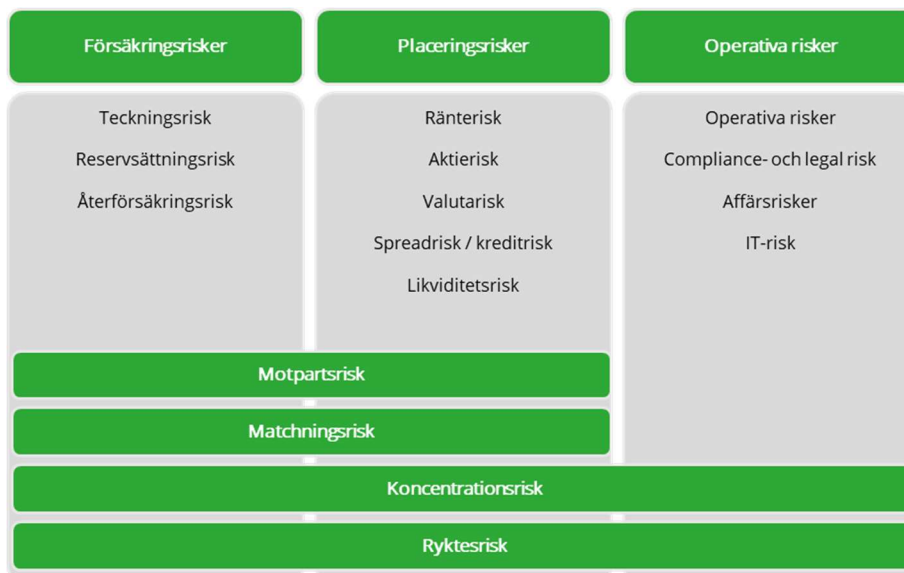 Försäkringsrisker
Placeringsrisker
Operativa risker
Teckningsrisk
Reservsättningsrisk
Återförsäkringsrisk
Ränterisk
Aktierisk
Valutarisk
Spreadrisk / kreditrisk
Likviditetsrisk
Operativa risker
Compliance- och legal risk
Affärsrisker
IT-risk
Motpartsrisk
Matchningsrisk
Koncentrationsrisk
Ryktesrisk